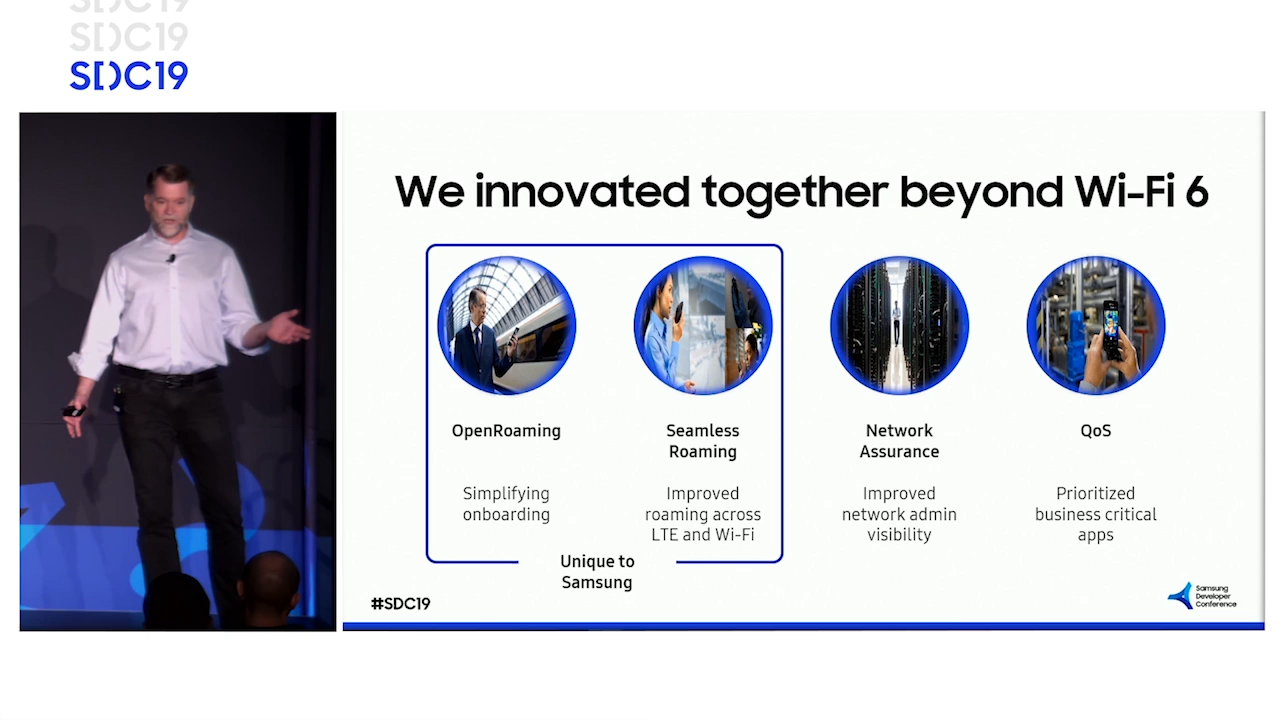 SDC19
SDC19
SDC19
We innovated together beyond Wi-Fi 6
OpenRoaming
Simplifying
onboarding
Seamless
Roaming
Improved
roaming across
LTE and Wi-Fi
Network
Assurance
Improved
network admin
visibility
QoS
Prioritized
business critical
apps
Unique to
Samsung
#SDC19
Samsung
Developer
Conference